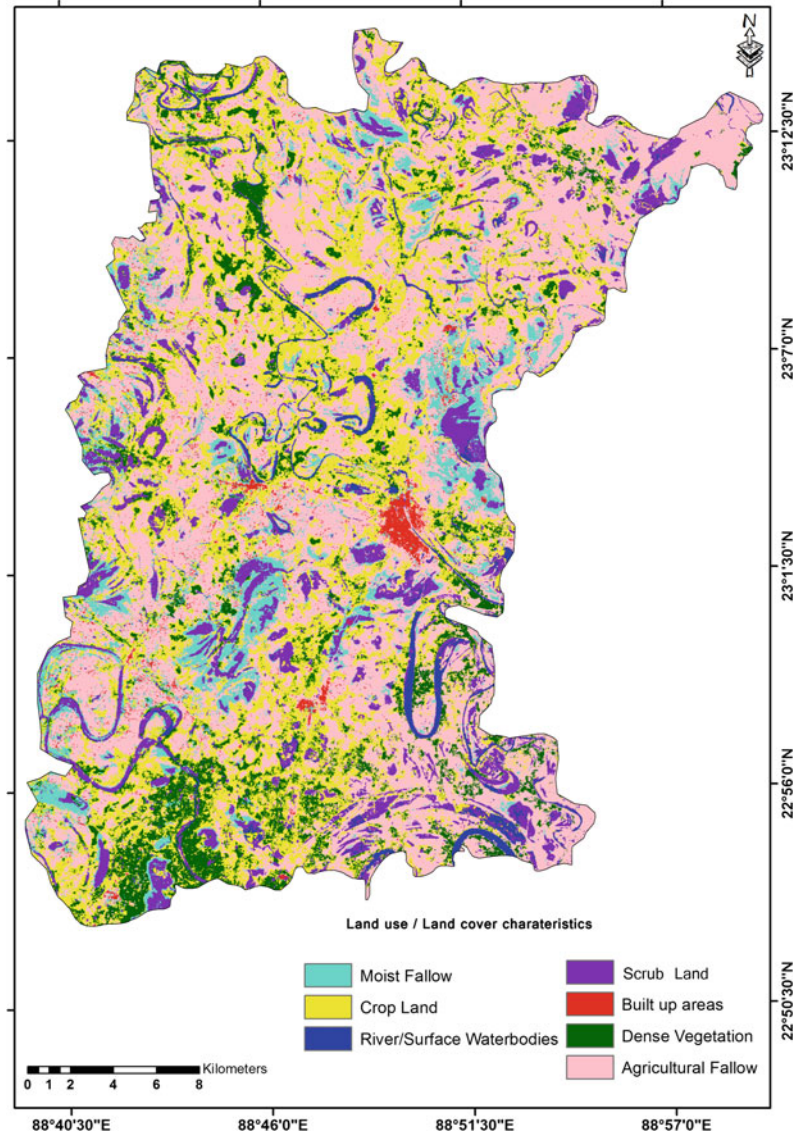 N
23°12'30"N
23°7'0"N
23°1'30"N
22°56'0"N
22°50'30"N
Land use / Land cover charateristics
Moist Fallow
Crop Land
River/Surface Waterbodies
Scrub Land
Built up areas
Dense Vegetation
Agricultural Fallow
Kilometers
0 1 2 4 6 8
88°40'30"E 88°46'0"E 88°51'30"E 88°57'0"E